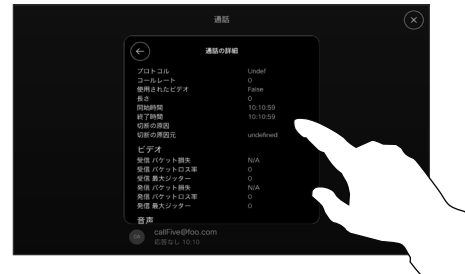 通話
通話の詳細
プロトコル Undef
コールレート 0
使用されたビデオ False
長さ 0
開始時間 10:10:59
終了時間 10:10:59
切断の原因
切断の原因元 undefined
ビデオ
受信 パケット損失 N/A
受信 パケットロス率 0
受信 最大ジッター 0
発信 パケット損失 N/A
発信 パケットロス率 0
発信 最大ジッター 0
音声
callFive@foo.com
応答なし 10:10